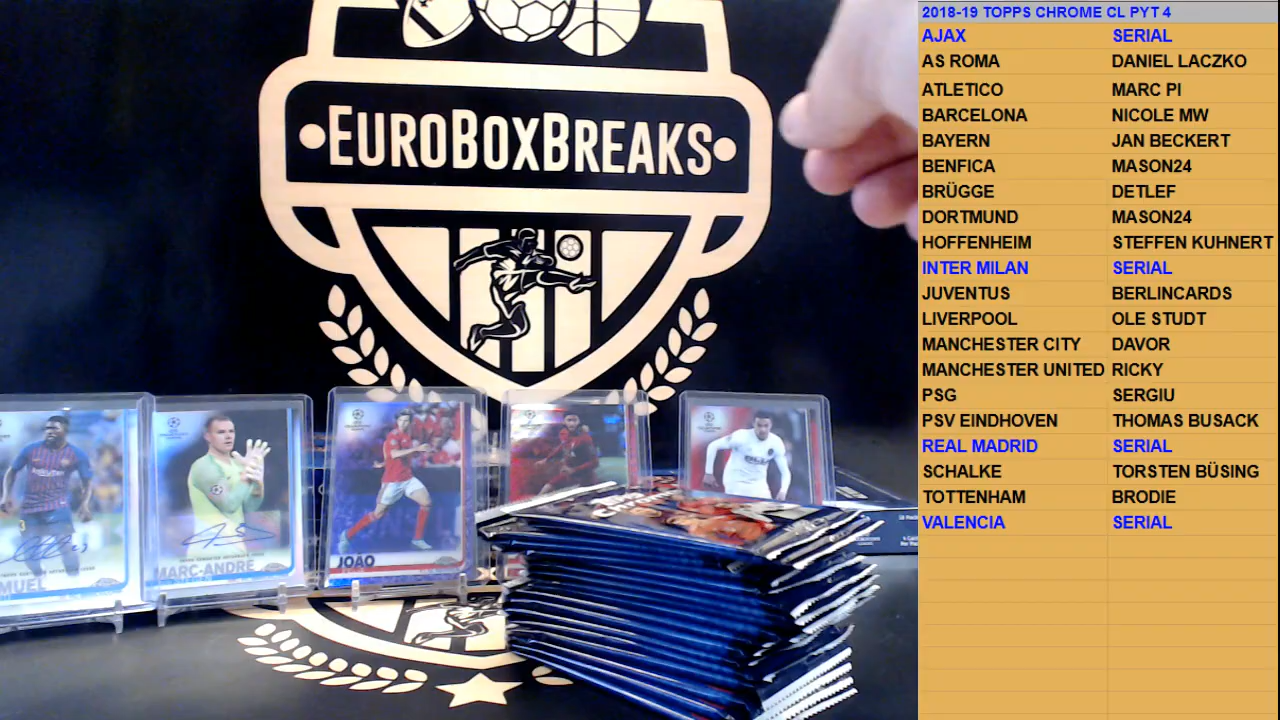 EUROBOXBREAKS
MUEL
MARC-ANDRÉ
JOÃO
2018-19 TOPPS CHROME CL PYT 4
AJAX SERIAL
AS ROMA DANIEL LACZKO
ATLETICO MARC PI
BARCELONA NICOLE MW
BAYERN JAN BECKERT
BENFICA MASON24
BRÜGGE DETLEF
DORTMUND MASON24
HOFFENHEIM STEFFEN KUHNERT
INTER MILAN SERIAL
JUVENTUS BERLINCARDS
LIVERPOOL OLE STUDT
MANCHESTER CITY DAVOR
MANCHESTER UNITED RICKY
PSG SERGIU
PSV EINDHOVEN THOMAS BUSACK
REAL MADRID SERIAL
SCHALKE TORSTEN BÜSING
TOTTENHAM BRODIE
VALENCIA SERIAL